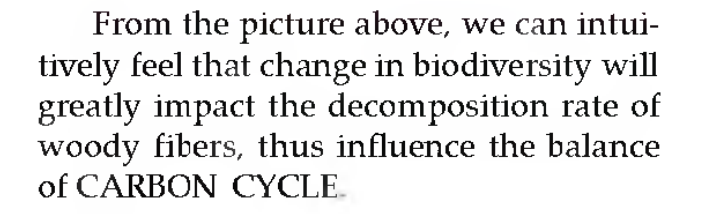 From the picture above, we can intui-
tively feel that change in biodiversity will
greatly impact the decomposition rate of
woody fibers, thus influence the balance
of CARBON CYCLE.